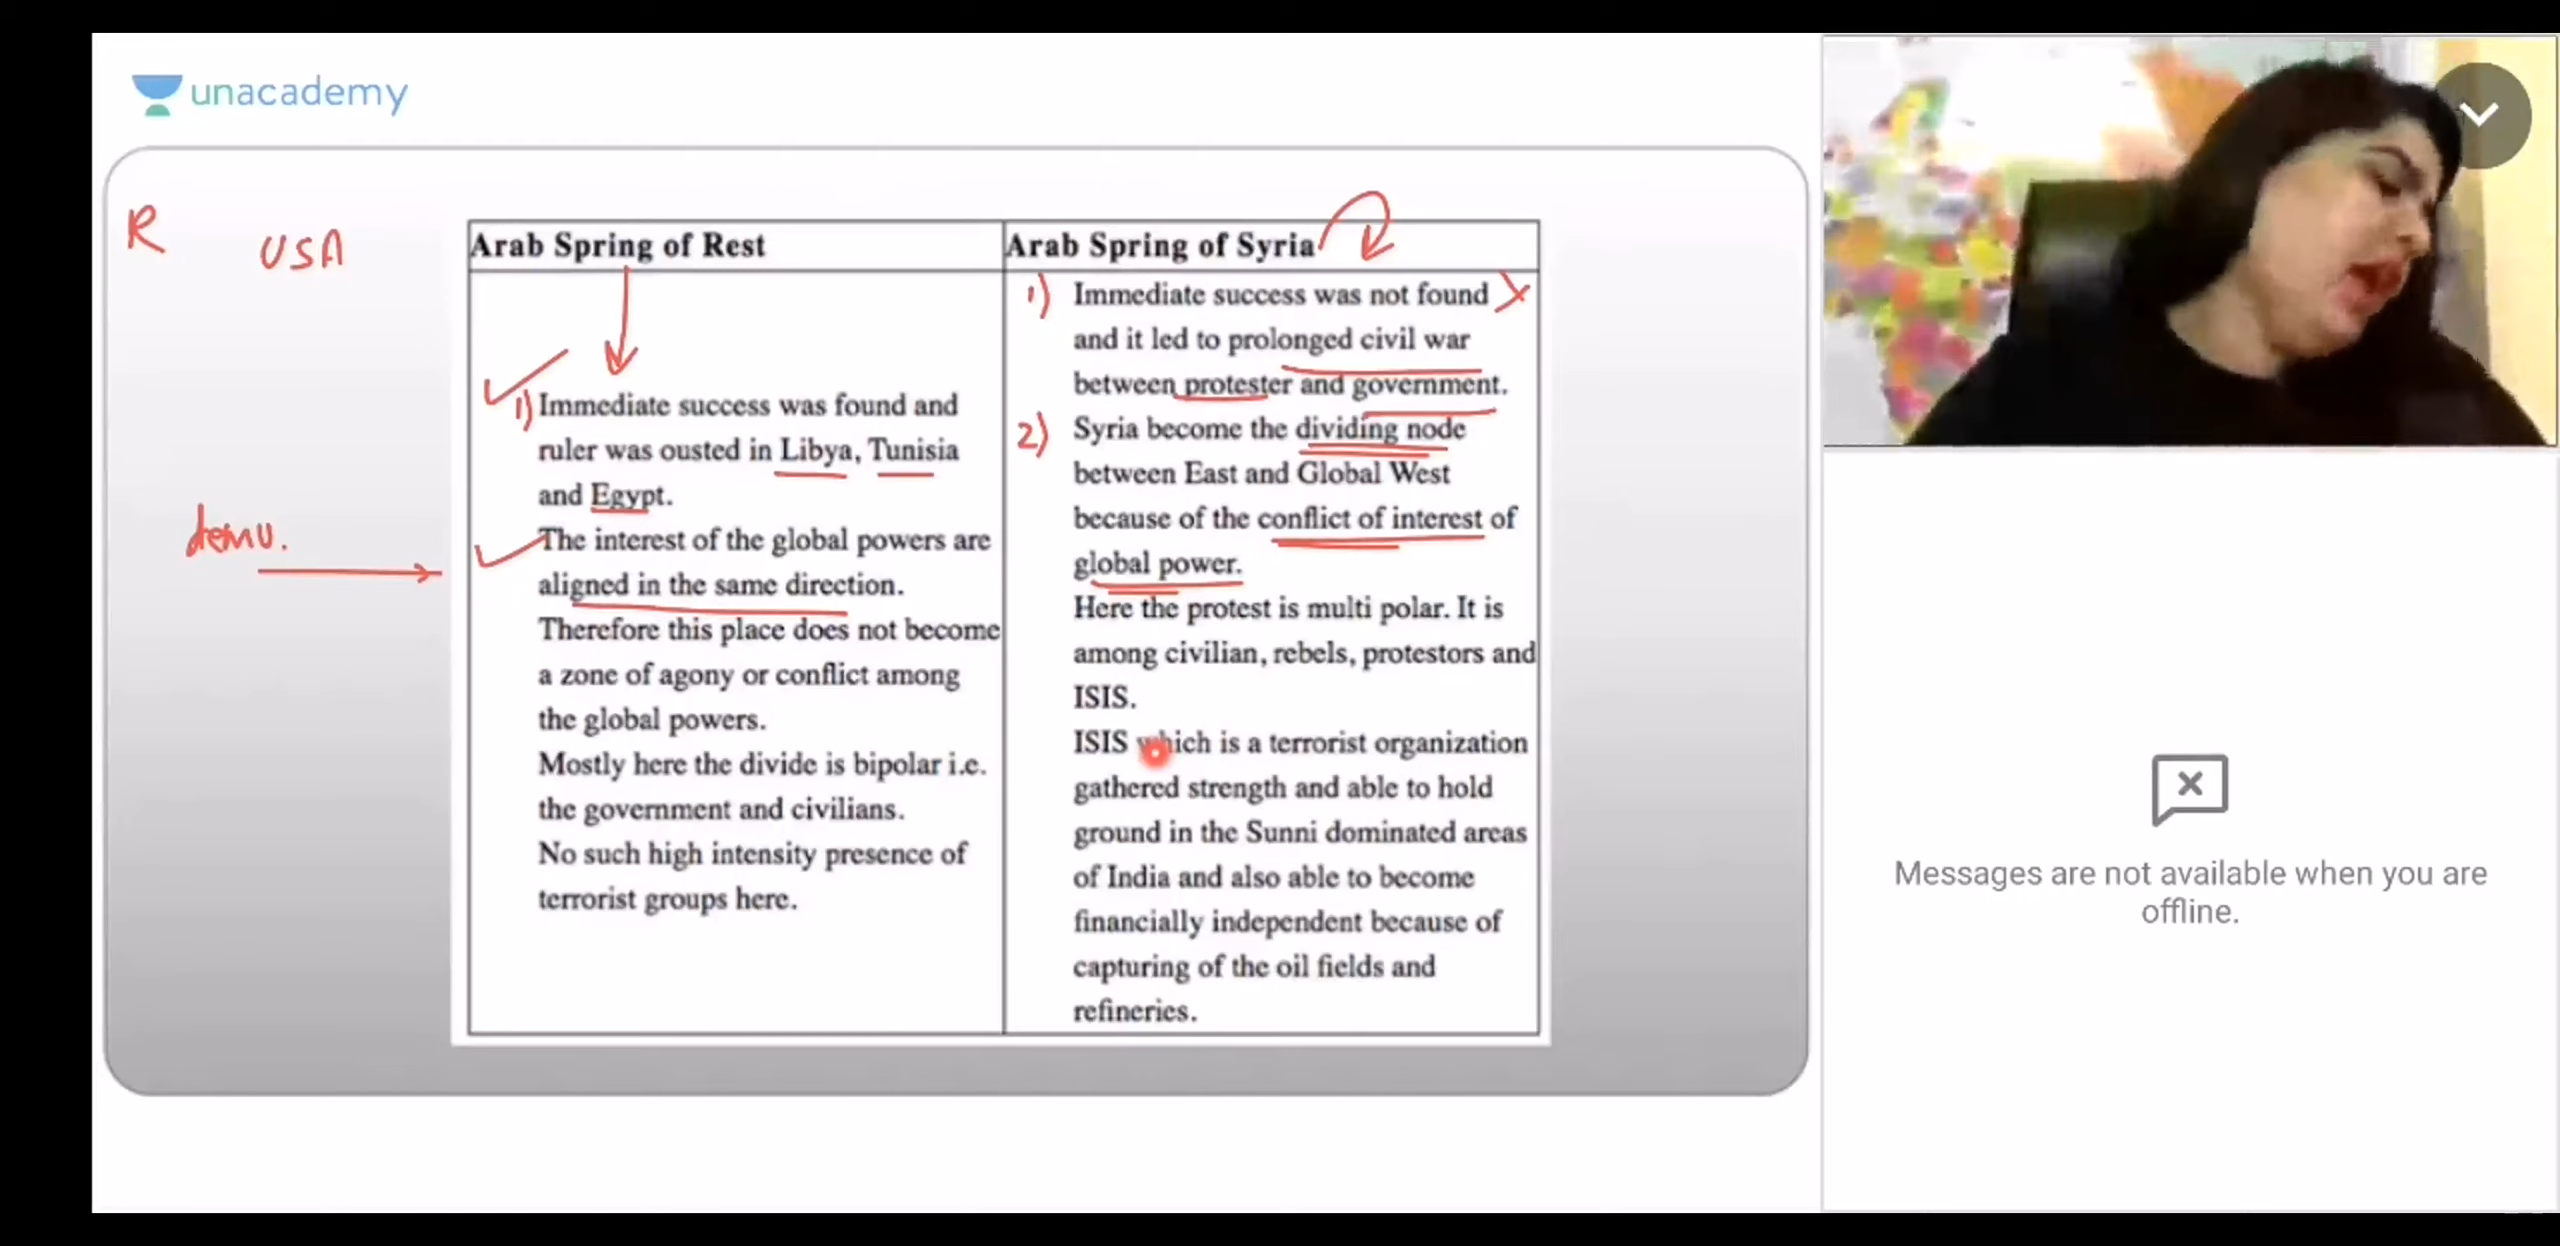 unacademy
R
USA
demo.
Arab Spring of Rest
1) Immediate success was found and
ruler was ousted in Libya, Tunisia
and Egypt.
The interest of the global powers are
aligned in the same direction.
Therefore this place does not become
a zone of agony or conflict among
the global powers.
Mostly here the divide is bipolar i.e.
the government and civilians.
No such high intensity presence of
terrorist groups here.
Arab Spring of Syria
1) Immediate success was not found
and it led to prolonged civil war
between protester and government.
2) Syria become the dividing node
between East and Global West
because of the conflict of interest of
global power.
Here the protest is multi polar. It is
among civilian, rebels, protestors and
ISIS.
ISIS which is a terrorist organization
gathered strength and able to hold
ground in the Sunni dominated areas
of India and also able to become
financially independent because of
capturing of the oil fields and
refineries.
Messages are not available when you are
offline.